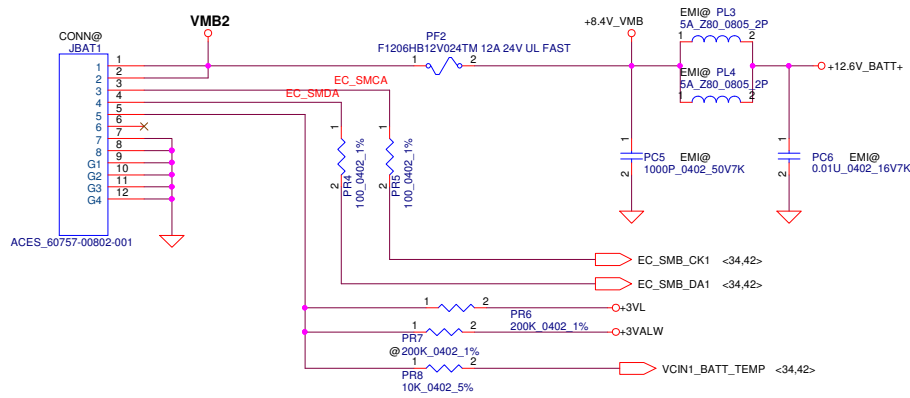 VMB2
CONN@
JBAT1
1 1
2 2
3 3
4 4
5 5
6 6
7 7
8 8
G1 9
G2 10
G3 11
G4 12
ACES_60757-00802-001
EC_SMCA
EC_SMDA
PF2
F1206HB12V024TM 12A 24V UL FAST
1 2
+8.4V_VMB
EMI@ PL3
5A_Z80_0805_2P
1 2
EMI@ PL4
5A_Z80_0805_2P
1 2
+12.6V_BATT+
1
2
PC5 EMI@
1000P_0402_50V7K
1
2
PC6 EMI@
0.01U_0402_16V7K
1
2
PR4
100_0402_1%
1
2
PR5
100_0402_1%
EC_SMB_CK1 <34,42>
EC_SMB_DA1 <34,42>
1 2
+3VL
PR6
200K_0402_1%
1 2
+3VALW
PR7
@200K_0402_1%
1 2
VCIN1_BATT_TEMP <34,42>
PR8
10K_0402_5%